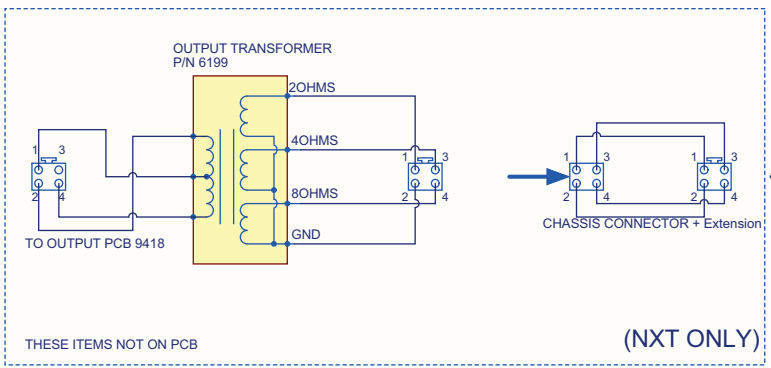 OUTPUT TRANSFORMER
P/N 6199
2OHMS
4OHMS
8OHMS
GND
1 3
2 4
TO OUTPUT PCB 9418
1 3
2 4
1 3
2 4
1 3
2 4
CHASSIS CONNECTOR + Extension
THESE ITEMS NOT ON PCB
(NXT ONLY)